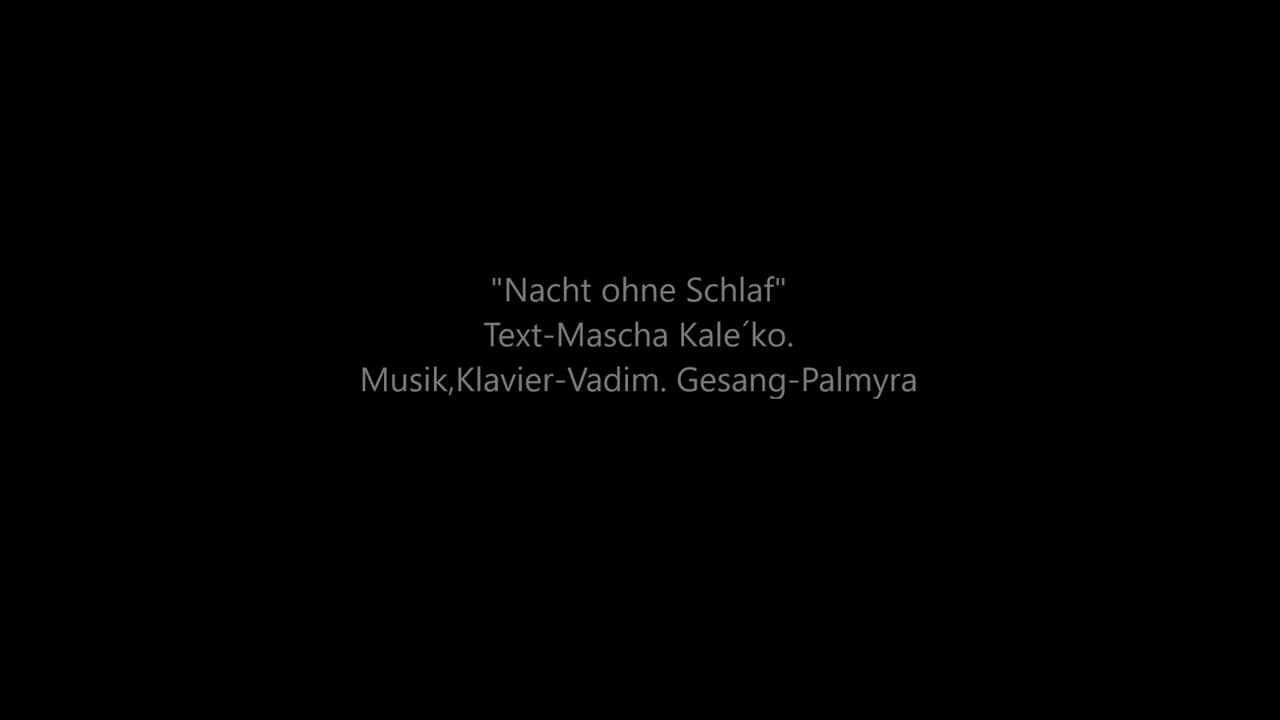 "Nacht ohne Schlaf"
Text-Mascha Kale´ko.
Musik,Klavier-Vadim. Gesang-Palmyra